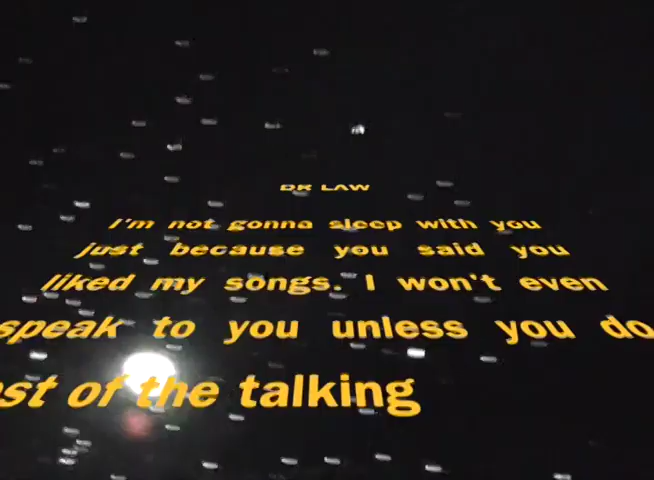 DR LAW
I'm not gonna sleep with you
just because you said you
liked my songs. I won't even
speak to you unless you do
of the talking